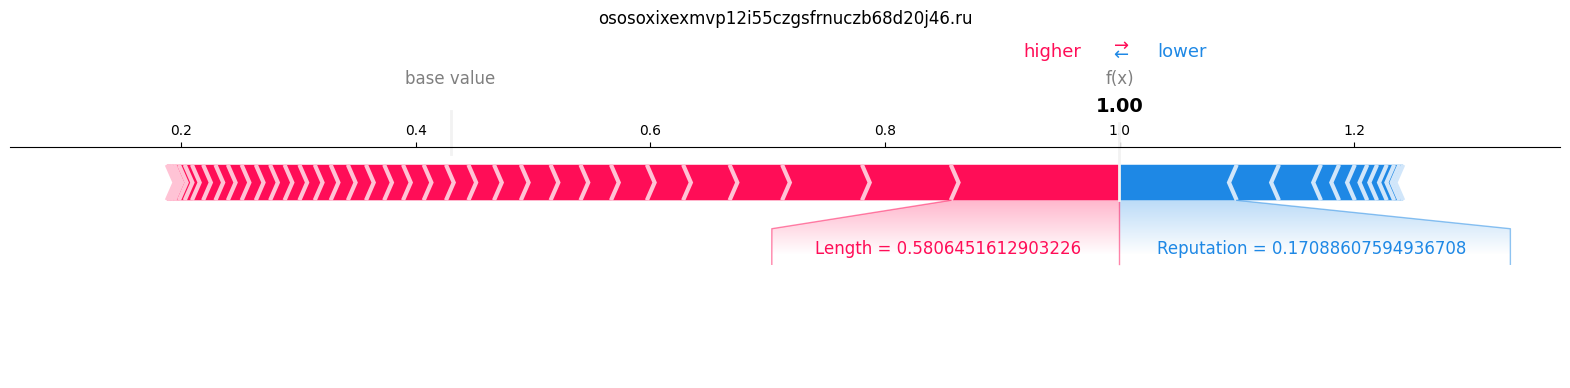 ososoxixexmvp12i55czgsfrnuczb68d20j46.ru
higher → ← lower
base value f(x)
1.00
0.2 0.4 0.6 0.8 1.0 1.2
Length = 0.5806451612903226 Reputation = 0.17088607594936708